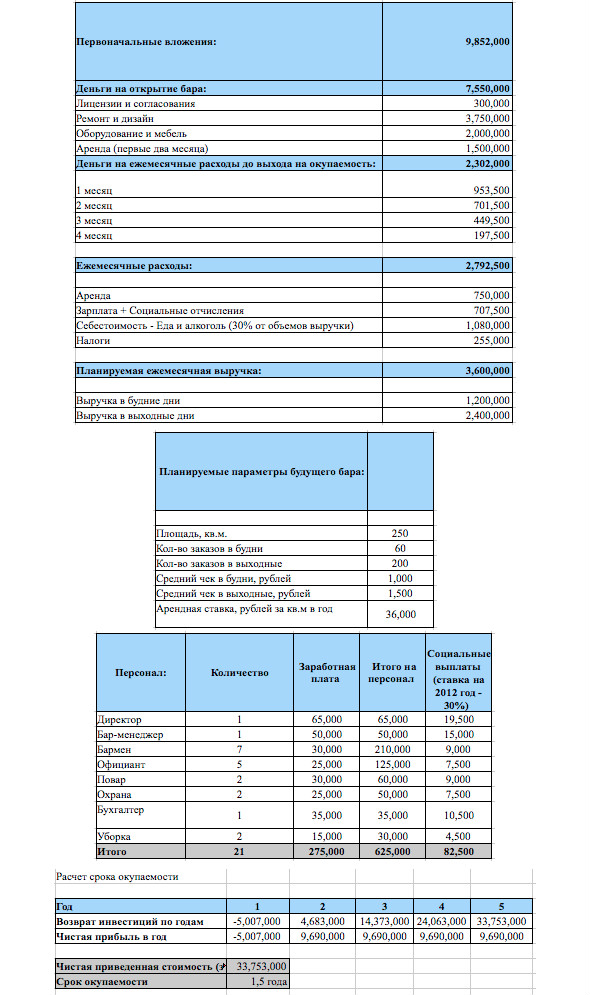 Первоначальные вложения: 9,852,000
Деньги на открытие бара: 7,550,000
Лицензии и согласования 300,000
Ремонт и дизайн 3,750,000
Оборудование и мебель 2,000,000
Аренда (первые два месяца) 1,500,000
Деньги на ежемесячные расходы до выхода на окупаемость: 2,302,000
1 месяц 953,500
2 месяц 701,500
3 месяц 449,500
4 месяц 197,500
Ежемесячные расходы: 2,792,500
Аренда 750,000
Зарплата + Социальные отчисления 707,500
Себестоимость - Еда и алкоголь (30% от объемов выручки) 1,080,000
Налоги 255,000
Планируемая ежемесячная выручка: 3,600,000
Выручка в будние дни 1,200,000
Выручка в выходные дни 2,400,000
Планируемые параметры будущего бара:
Площадь, кв.м. 250
Кол-во заказов в будни 60
Кол-во заказов в выходные 200
Средний чек в будни, рублей 1,000
Средний чек в выходные, рублей 1,500
Арендная ставка, рублей за кв.м в год 36,000
Персонал: Количество Заработная плата Итого на персонал Социальные выплаты (ставка на 2012 год - 30%)
Директор 1 65,000 65,000 19,500
Бар-менеджер 1 50,000 50,000 15,000
Бармен 7 30,000 210,000 9,000
Официант 5 25,000 125,000 7,500
Повар 2 30,000 60,000 9,000
Охрана 2 25,000 50,000 7,500
Бухгалтер 1 35,000 35,000 10,500
Уборка 2 15,000 30,000 4,500
Итого 21 275,000 625,000 82,500
Расчет срока окупаемости
Год 1 2 3 4 5
Возврат инвестиций по годам -5,007,000 4,683,000 14,373,000 24,063,000 33,753,000
Чистая прибыль в год -5,007,000 9,690,000 9,690,000 9,690,000 9,690,000
Чистая приведенная стоимость ( 33,753,000
Срок окупаемости 1,5 года